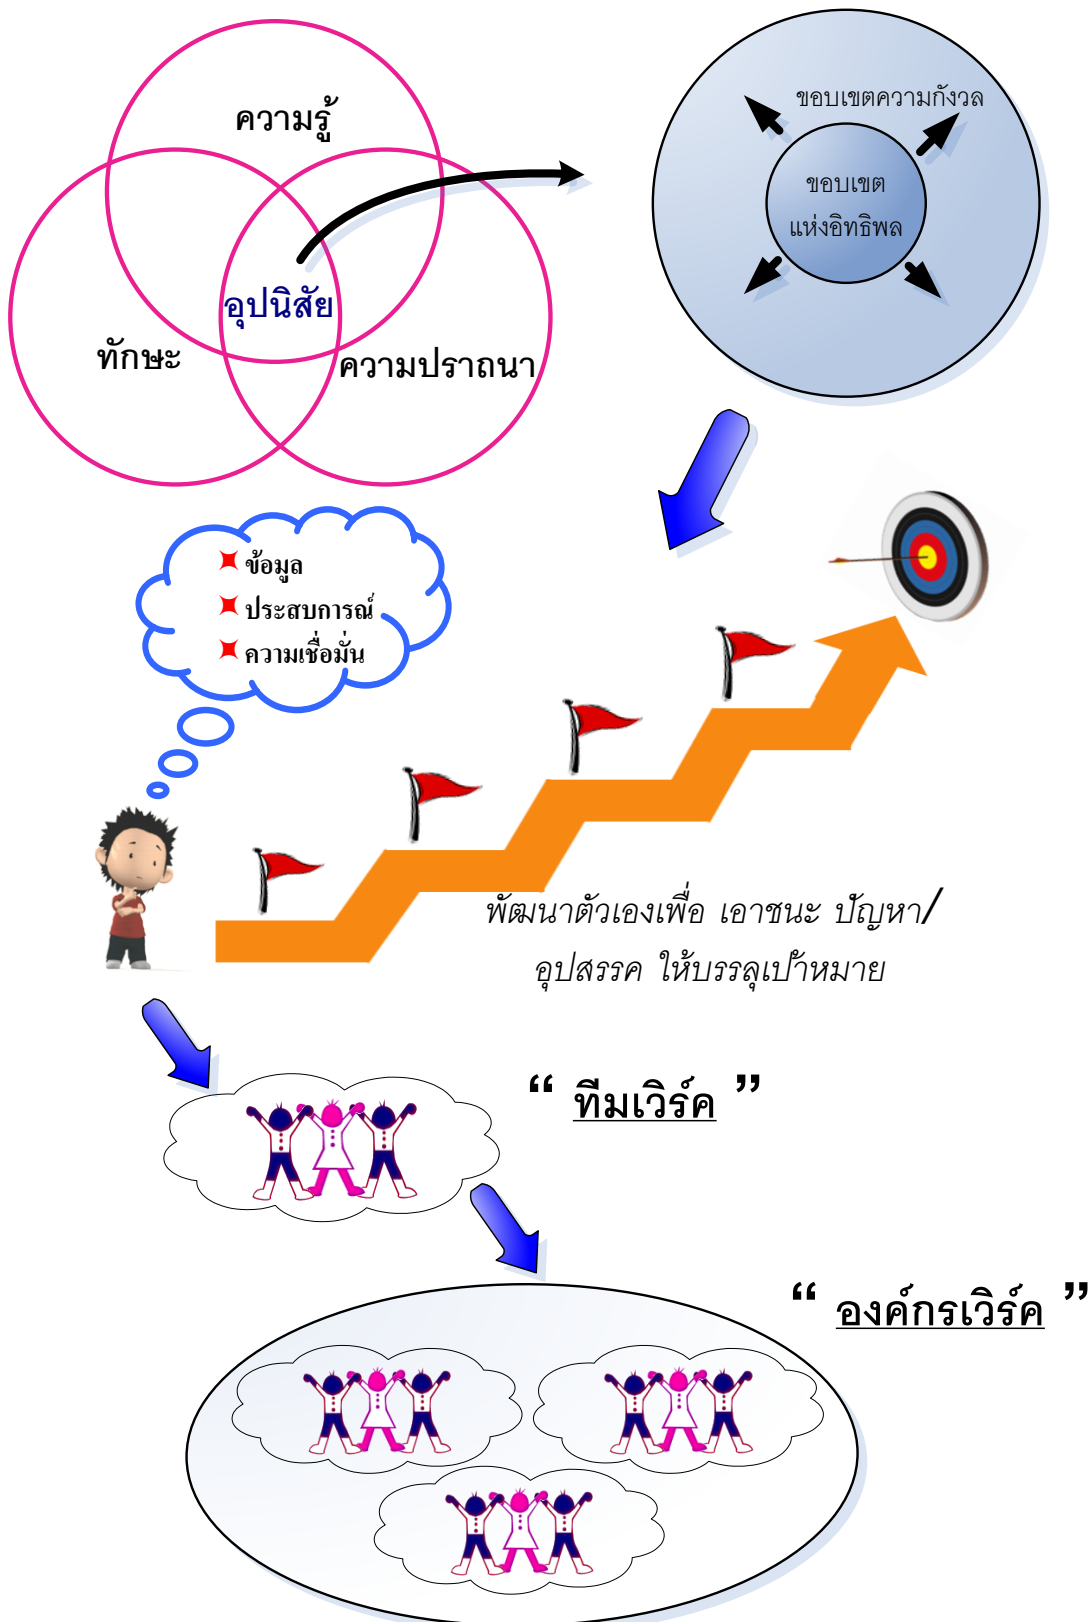 ความรู้
อุปนิสัย
ทักษะ
ความปราถนา
ขอบเขตความกังวล
ขอบเขต
แห่งอิทธิพล
ข้อมูล
ประสบการณ์
ความเชื่อมั่น
พัฒนาตัวเองเพื่อ เอาชนะ ปัญหา/
อุปสรรค ให้บรรลุเป้าหมาย
“ ทีมเวิร์ค ”
“ องค์กรเวิร์ค ”